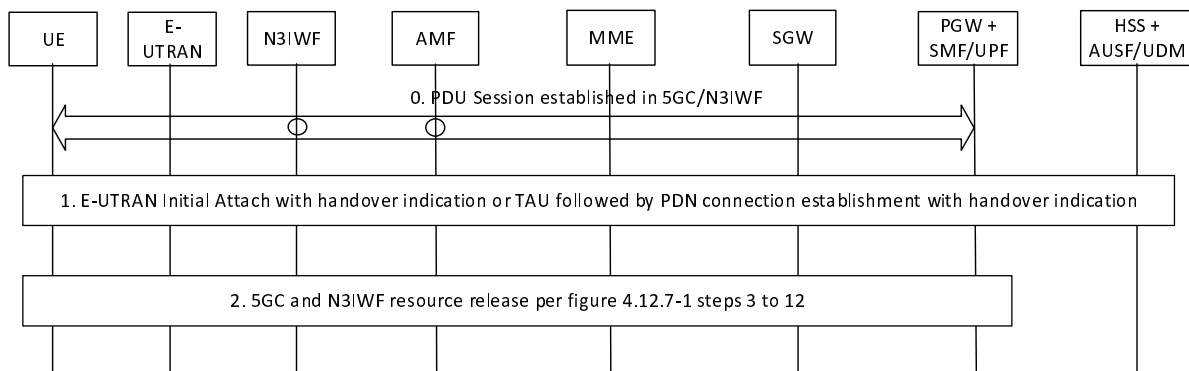 UE
E-
UTRAN
N3IWF
AMF
MME
SGW
PGW +
SMF/UPF
HSS +
AUSF/UDM
0. PDU Session established in 5GC/N3IWF
1. E-UTRAN Initial Attach with handover indication or TAU followed by PDN connection establishment with handover indication
2. 5GC and N3IWF resource release per figure 4.12.7-1 steps 3 to 12